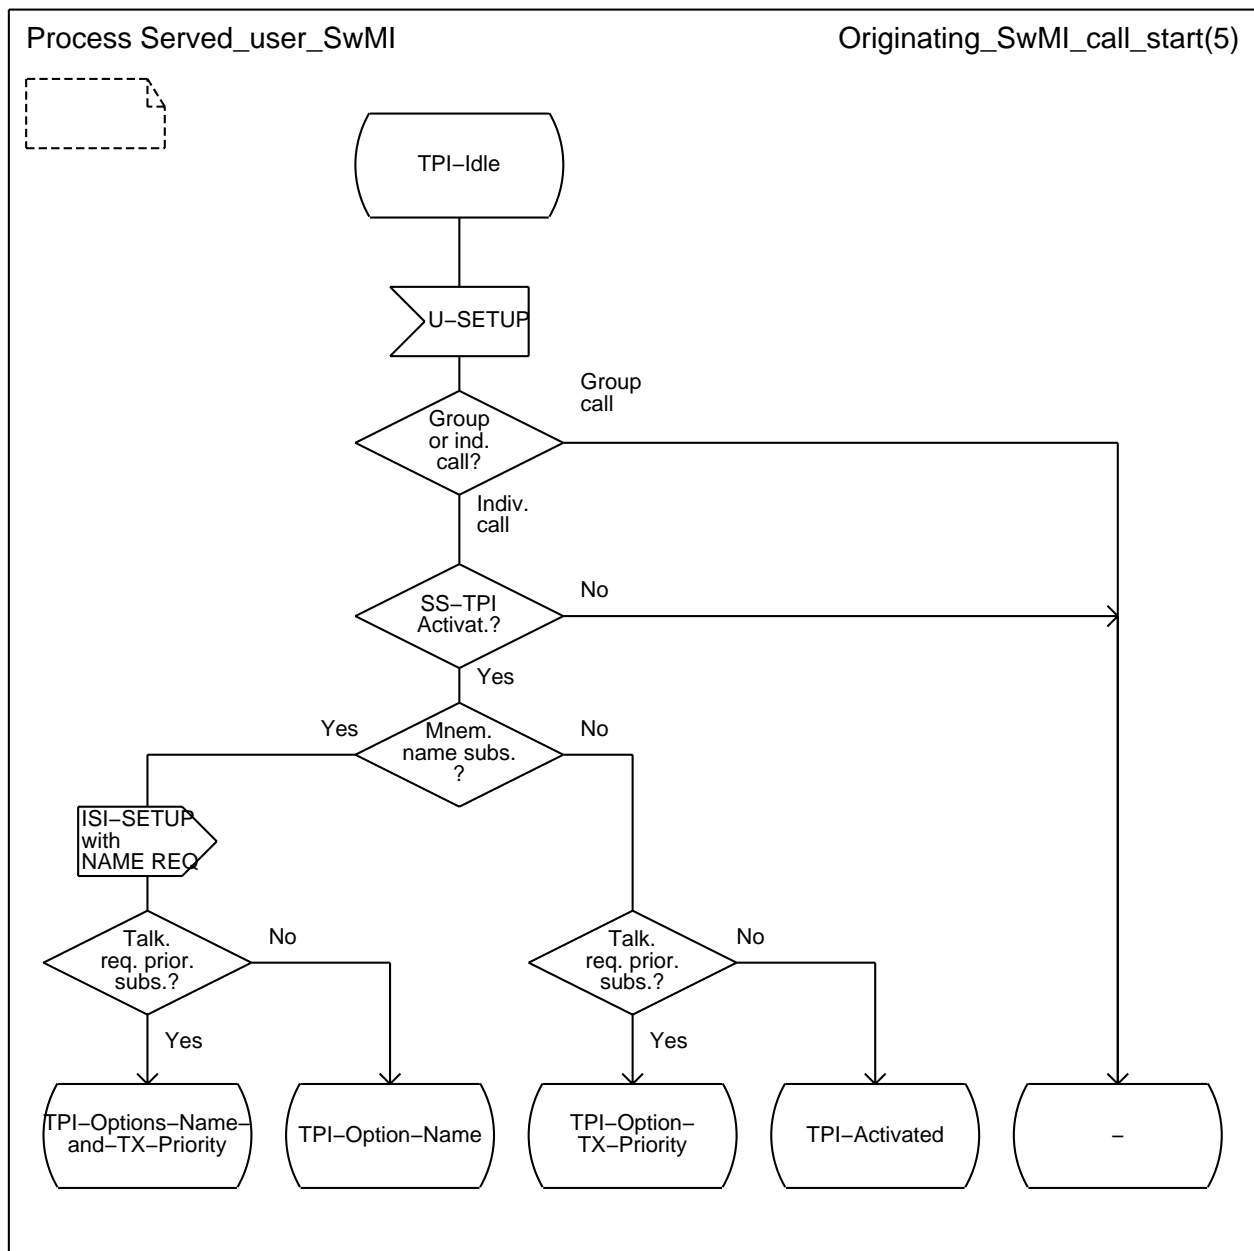 Process Served_user_SwMI
Originating_SwMI_call_start(5)
TPI–Idle
U–SETUP
Group
call
Group
or ind.
call?
Indiv.
call
No
SS–TPI
Activat.?
Yes
Yes
Mnem.
name subs.
?
No
ISI–SETUP
with
NAME REQ
Talk.
req. prior.
subs.?
No
Talk.
req. prior.
subs.?
No
Yes
Yes
TPI–Options–Name–
and–TX–Priority
TPI–Option–Name
TPI–Option–
TX–Priority
TPI–Activated
–